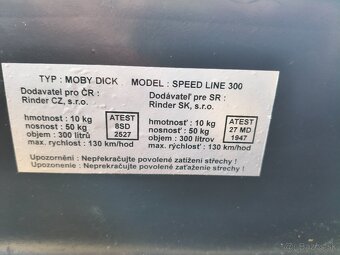 TYP : MOBY DICK MODEL : SPEED LINE 300
Dodavatel pro ČR :
Rinder CZ, s.r.o.
hmotnost : 10 kg
nosnost : 50 kg
objem : 300 litrů
max. rychlost : 130 km/hod
ATEST
8SD
2527
Dodávateľ pre SR :
Rinder SK, s.r.o.
hmotnosť : 10 kg
nosnosť : 50 kg
objem : 300 litrov
max. rýchlosť : 130 km/hod
ATEST
27 MD
1947
Upozornění : Nepřekračujte povolené zatížení střechy !
Upozornenie : Neprekračujte povolené zaťaženie strechy !